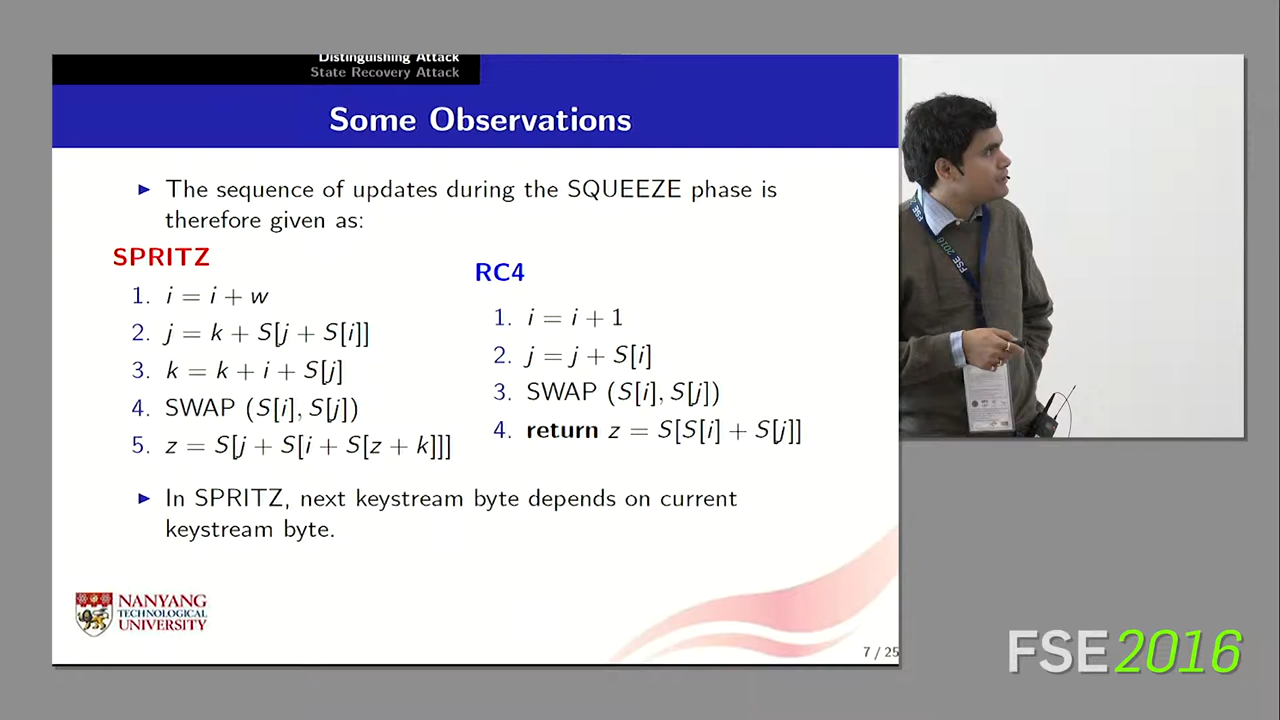 Distinguishing Attack
State Recovery Attack
Some Observations
▶ The sequence of updates during the SQUEEZE phase is
therefore given as:
SPRITZ
1. i = i + w
2. j = k + S[j + S[i]]
3. k = k + i + S[j]
4. SWAP (S[i], S[j])
5. z = S[j + S[i + S[z + k]]]
RC4
1. i = i + 1
2. j = j + S[i]
3. SWAP (S[i], S[j])
4. return z = S[S[i] + S[j]]
▶ In SPRITZ, next keystream byte depends on current
keystream byte.
NANYANG
TECHNOLOGICAL
UNIVERSITY
7 / 25
FSE 2016
FSE
FSE2016